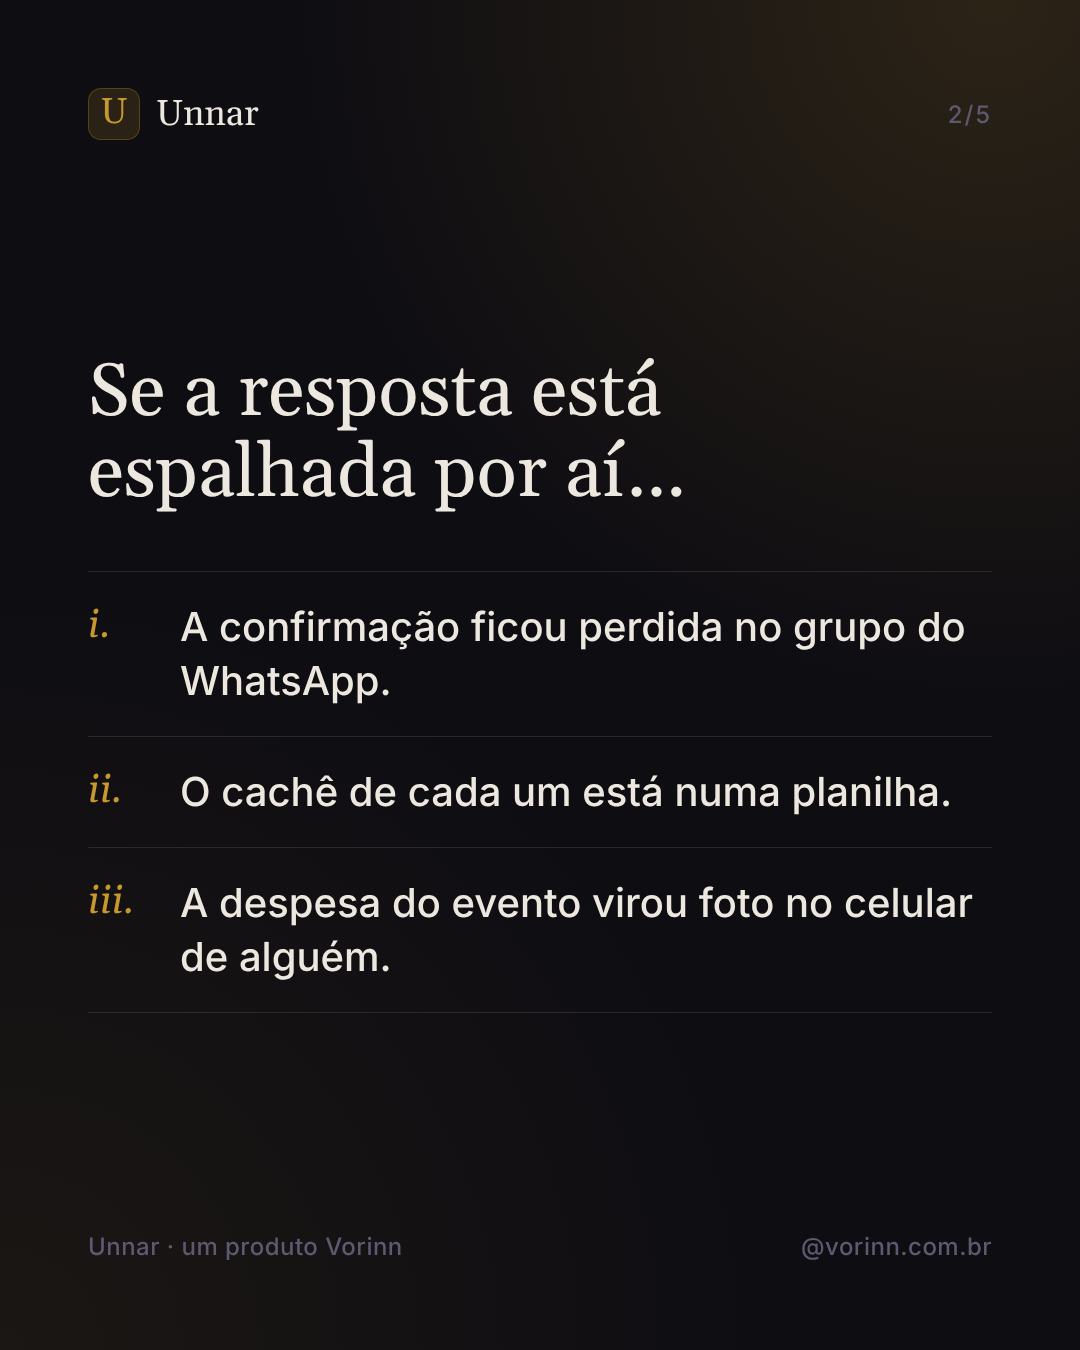 U Unnar
2/5
Se a resposta está
espalhada por aí...
i. A confirmação ficou perdida no grupo do
WhatsApp.
ii. O cachê de cada um está numa planilha.
iii. A despesa do evento virou foto no celular
de alguém.
Unnar · um produto Vorinn
@vorinn.com.br